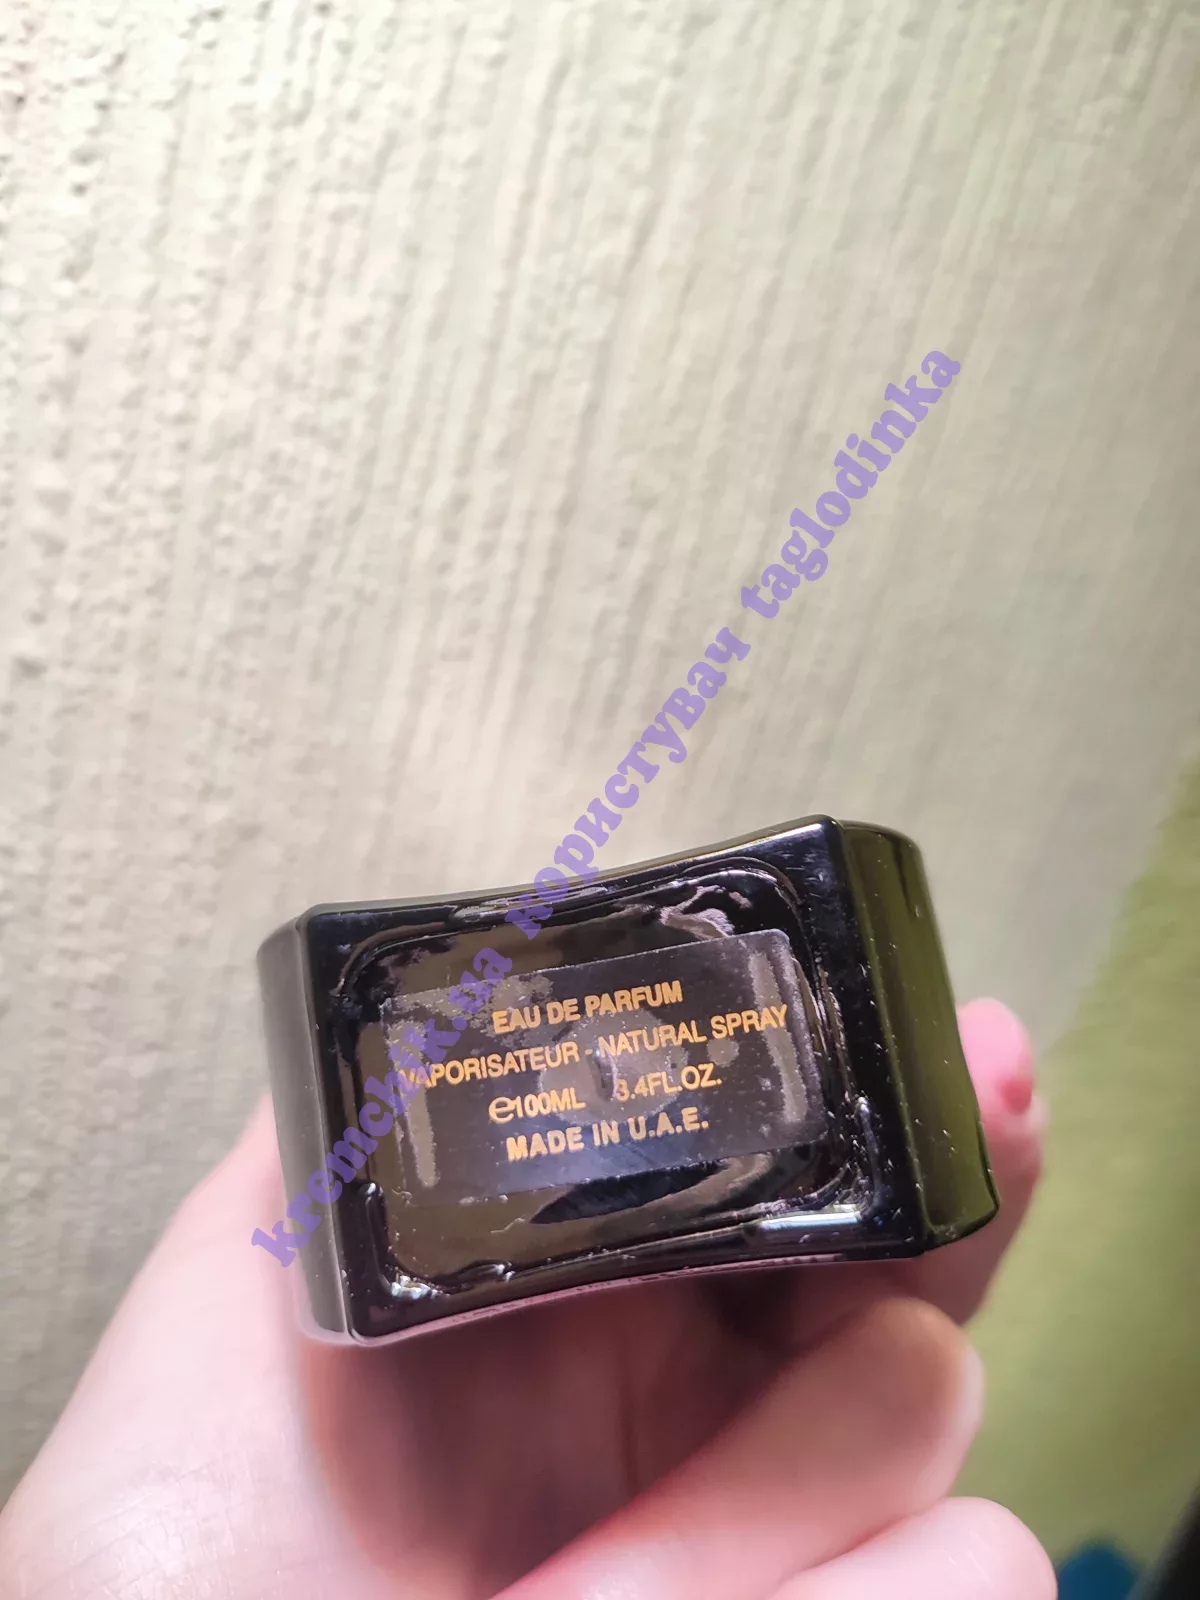 kremchik.ua користувач taglodinka
EAU DE PARFUM
VAPORISATEUR - NATURAL SPRAY
℮100ML 3.4FL.OZ.
MADE IN U.A.E.